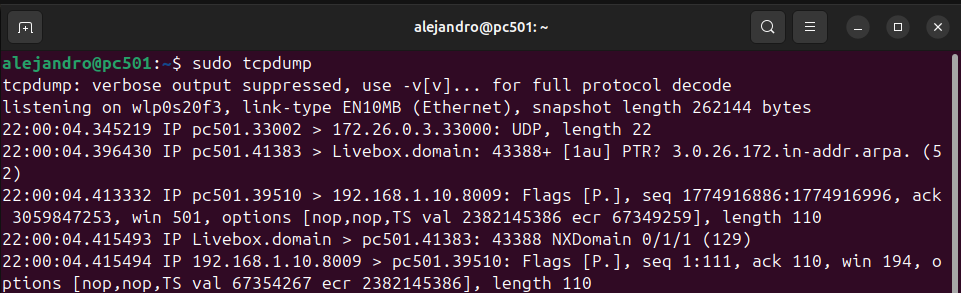 alejandro@pc501: ~
alejandro@pc501:~$ sudo tcpdump
tcpdump: verbose output suppressed, use -v[v]... for full protocol decode
listening on wlp0s20f3, link-type EN10MB (Ethernet), snapshot length 262144 bytes
22:00:04.345219 IP pc501.33002 > 172.26.0.3.33000: UDP, length 22
22:00:04.396430 IP pc501.41383 > Livebox.domain: 43388+ [1au] PTR? 3.0.26.172.in-addr.arpa. (5
2)
22:00:04.413332 IP pc501.39510 > 192.168.1.10.8009: Flags [P.], seq 1774916886:1774916996, ack
 3059847253, win 501, options [nop,nop,TS val 2382145386 ecr 67349259], length 110
22:00:04.415493 IP Livebox.domain > pc501.41383: 43388 NXDomain 0/1/1 (129)
22:00:04.415494 IP 192.168.1.10.8009 > pc501.39510: Flags [P.], seq 1:111, ack 110, win 194, o
ptions [nop,nop,TS val 67354267 ecr 2382145386], length 110